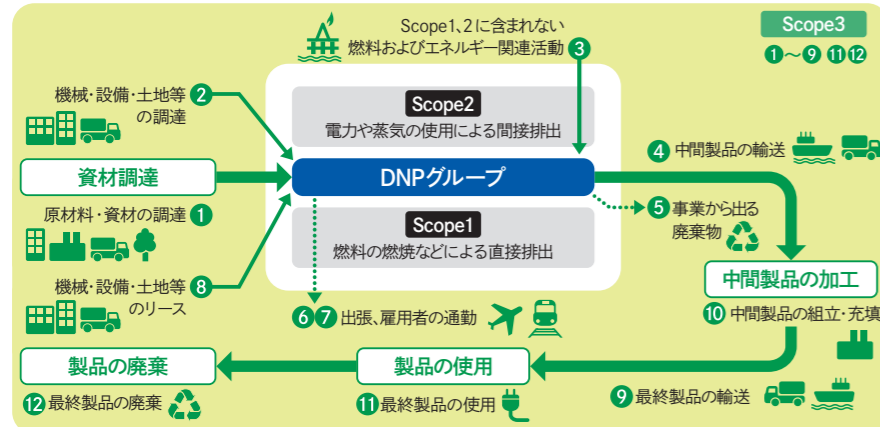 Scope1、2に含まれない
燃料およびエネルギー関連活動 ③
Scope3
①～⑨ ⑪⑫
機械・設備・土地等 ②
の調達
Scope2
電力や蒸気の使用による間接排出
資材調達
DNPグループ
④ 中間製品の輸送
原材料・資材の調達 ①
Scope1
燃料の燃焼などによる直接排出
⑤ 事業から出る
廃棄物
機械・設備・土地等 ⑧
のリース
中間製品の加工
⑩ 中間製品の組立・充填
⑥⑦ 出張、雇用者の通勤
製品の廃棄
製品の使用
⑫ 最終製品の廃棄
⑪ 最終製品の使用
⑨ 最終製品の輸送